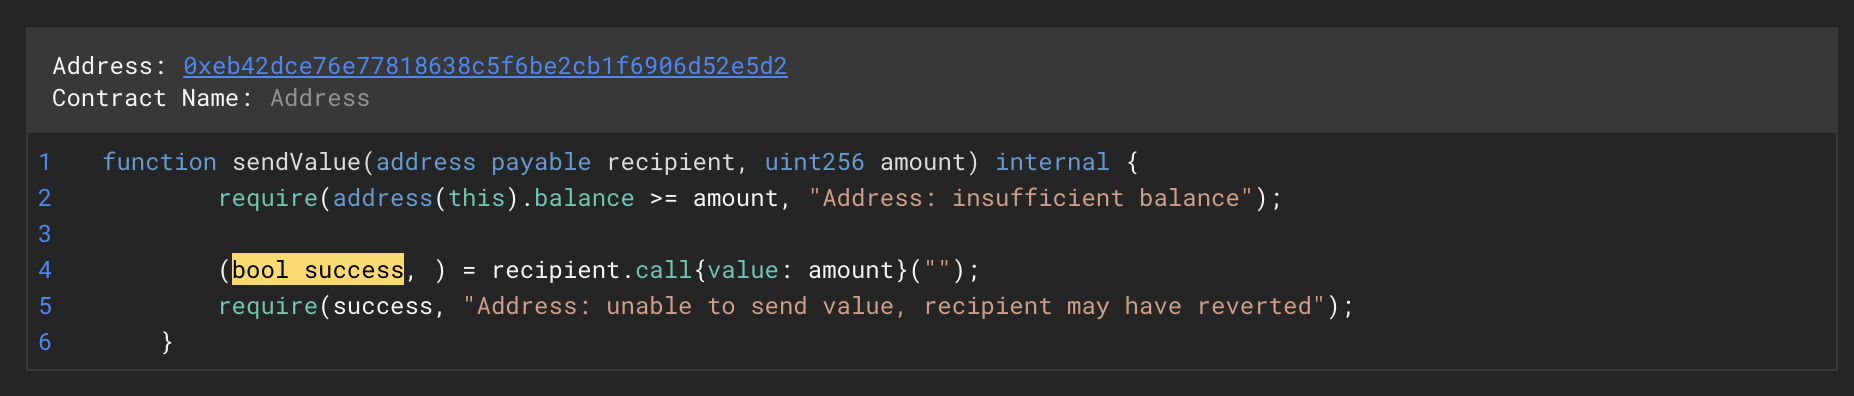 Address: 0xeb42dce76e77818638c5f6be2cb1f6906d52e5d2
Contract Name: Address
1 function sendValue(address payable recipient, uint256 amount) internal {
2 require(address(this).balance >= amount, "Address: insufficient balance");
3
4 (bool success, ) = recipient.call{value: amount}("");
5 require(success, "Address: unable to send value, recipient may have reverted");
6 }